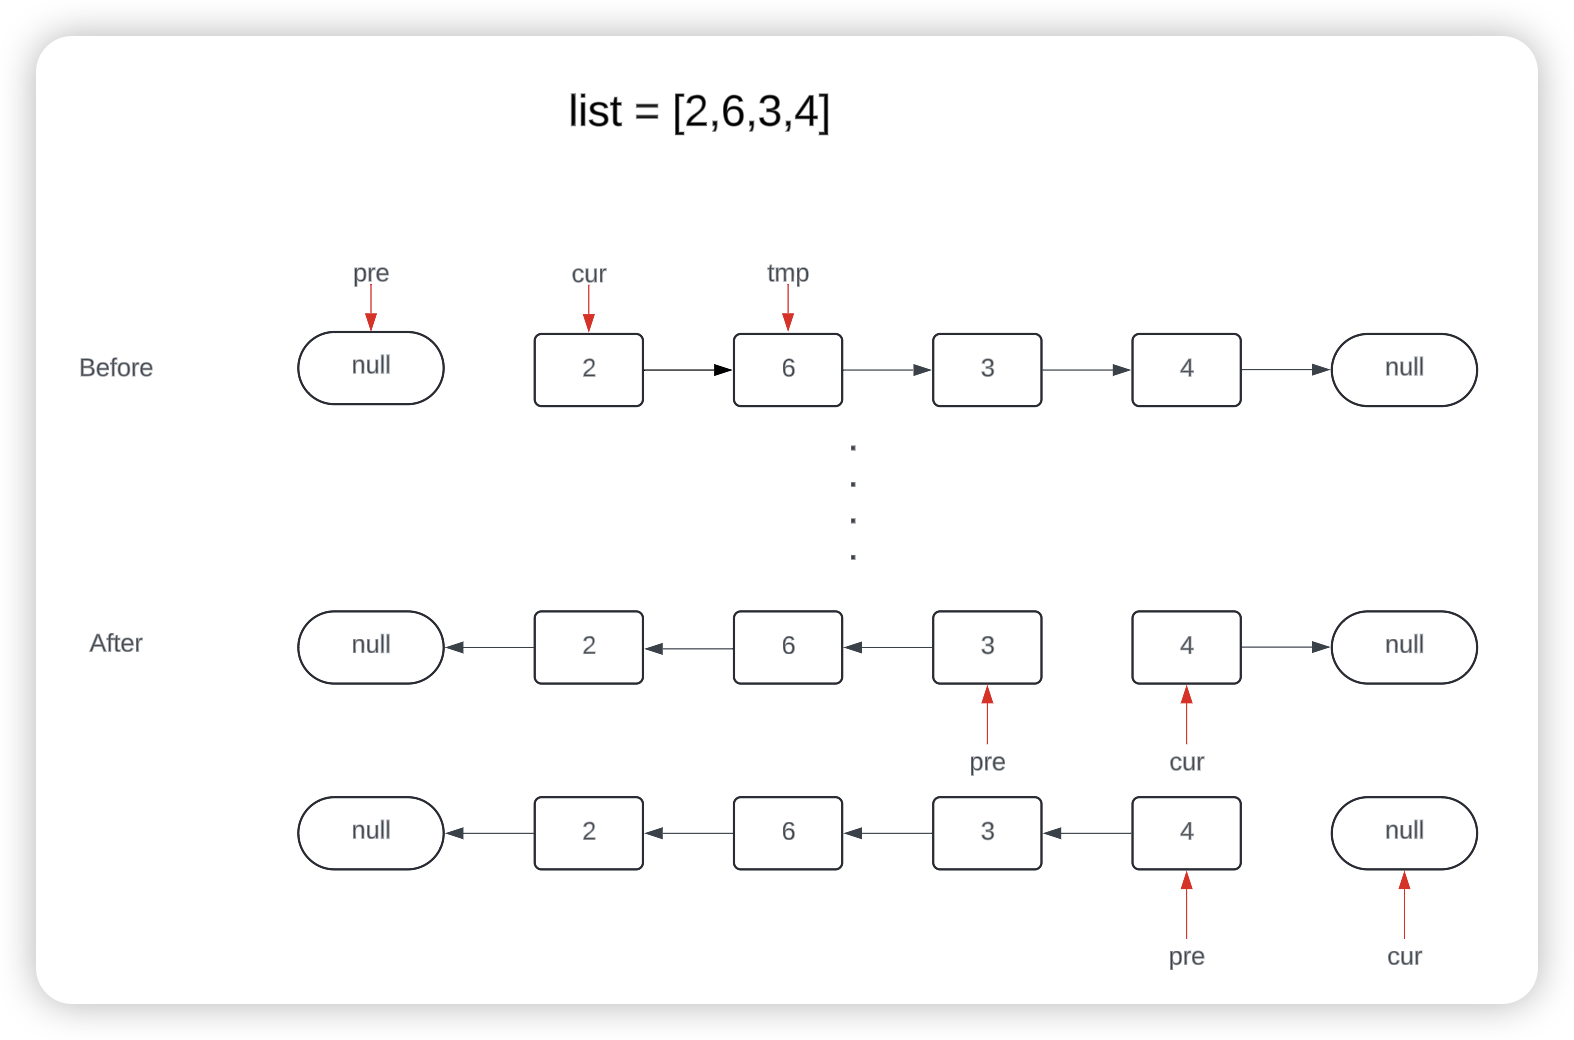 list = [2,6,3,4]
pre cur tmp
Before null 2 6 3 4 null
After null 2 6 3 4 null
pre cur
null 2 6 3 4 null
pre cur